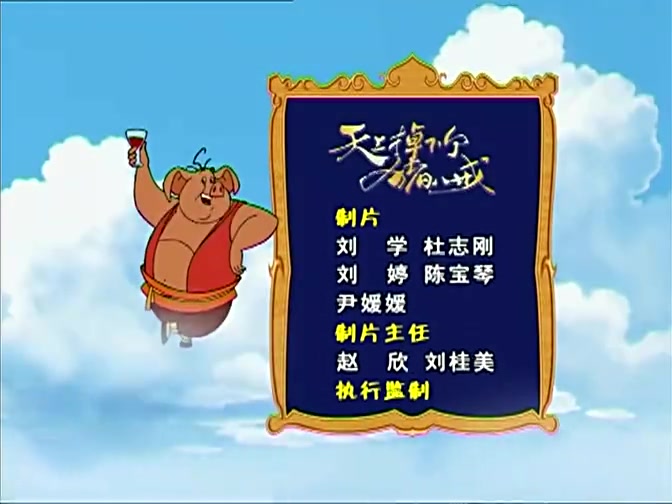 天上掉下个
猪八戒
制片
刘 学 杜志刚
刘 婷 陈宝琴
尹媛媛
制片主任
赵 欣 刘桂美
执行监制